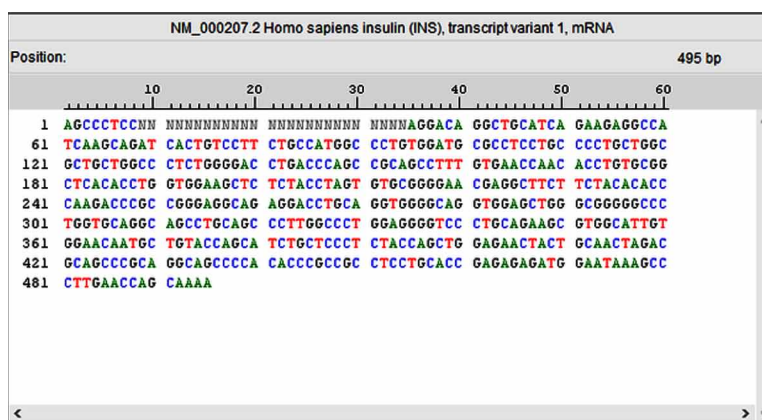 NM_000207.2 Homo sapiens insulin (INS), transcript variant 1, mRNA
Position: 495 bp
10 20 30 40 50 60
1 AGCCCTCCNN NNNNNNNNNN NNNNNNNNNN NNNNAGGACA GGCTGCATCA GAAGAGGCCA
61 TCAAGCAGAT CACTGTCCTT CTGCCATGGC CCTGTGGATG CGCCTCCTGC CCCTGCTGGC
121 GCTGCTGGCC CTCTGGGGAC CTGACCCAGC CGCAGCCTTT GTGAACCAAC ACCTGTGCGG
181 CTCACACCTG GTGGAAGCTC TCTACCTAGT GTGCGGGGAA CGAGGCTTCT TCTACACACC
241 CAAGACCCGC CGGGAGGCAG AGGACCTGCA GGTGGGGCAG GTGGAGCTGG GCGGGGGCCC
301 TGGTGCAGGC AGCCTGCAGC CCTTGGCCCT GGAGGGGTCC CTGCAGAAGC GTGGCATTGT
361 GGAACAATGC TGTACCAGCA TCTGCTCCCT CTACCAGCTG GAGAACTACT GCAACTAGAC
421 GCAGCCCGCA GGCAGCCCCA CACCCGCCGC CTCCTGCACC GAGAGAGATG GAATAAAGCC
481 CTTGAACCAG CAAAA